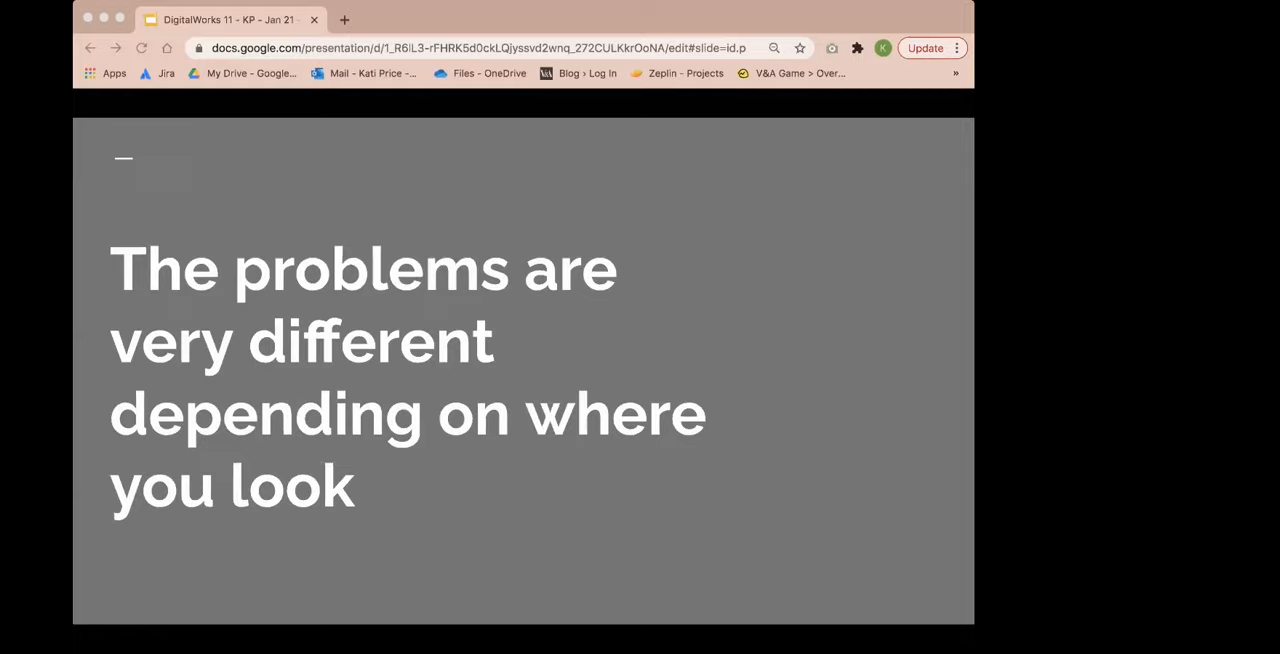 DigitalWorks 11 - KP - Jan 21 -
docs.google.com/presentation/d/1_R6lL3-rFHRK5d0ckLQjyssvd2wnq_272CULKkrOoNA/edit#slide=id.p
K
Update
Apps
Jira
My Drive - Google...
Mail - Kati Price -...
Files - OneDrive
V&A
Blog › Log In
Zeplin - Projects
V&A Game > Over...
»
The problems are
very different
depending on where
you look